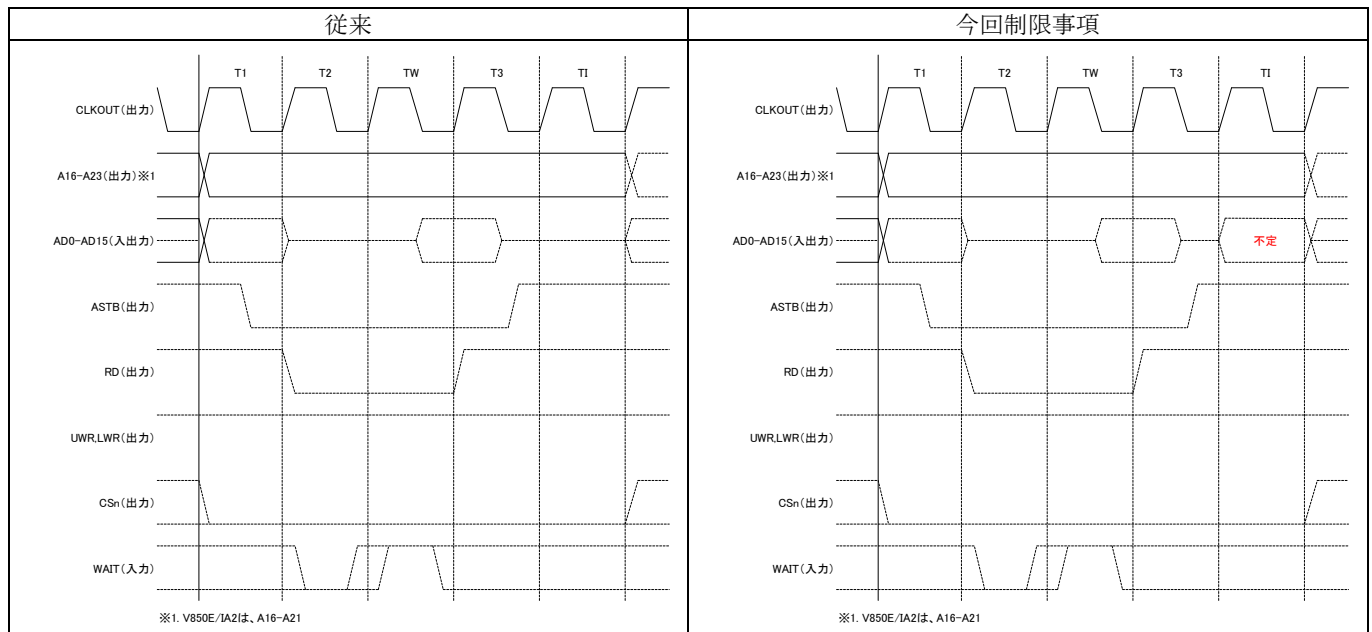 従来
T1 T2 TW T3 TI
CLKOUT(出力)
A16-A23(出力)※1
AD0-AD15(入出力)
ASTB(出力)
RD(出力)
UWR,LWR(出力)
CSn(出力)
WAIT(入力)
※1. V850E/IA2は、A16-A21
今回制限事項
T1 T2 TW T3 TI
CLKOUT(出力)
A16-A23(出力)※1
AD0-AD15(入出力)
不定
ASTB(出力)
RD(出力)
UWR,LWR(出力)
CSn(出力)
WAIT(入力)
※1. V850E/IA2は、A16-A21